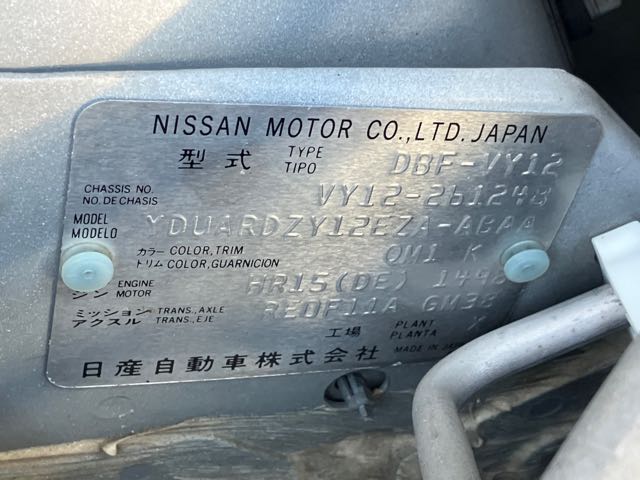 NISSAN MOTOR CO.,LTD. JAPAN
型式 TYPE TIPO DBF-VY12
CHASSIS NO. NO. DE CHASIS VY12-261248
MODEL MODELO YDUARDZY12EZA-ABAA
カラー COLOR, TRIM トリム COLOR, GUARNICION QM1 K
ENGINE MOTOR HR15(DE) 1498
ミッション TRANS., AXLE アクスル TRANS., EJE RE0F11A GM38
工場 PLANT PLANTA X
日産自動車株式会社 MADE IN